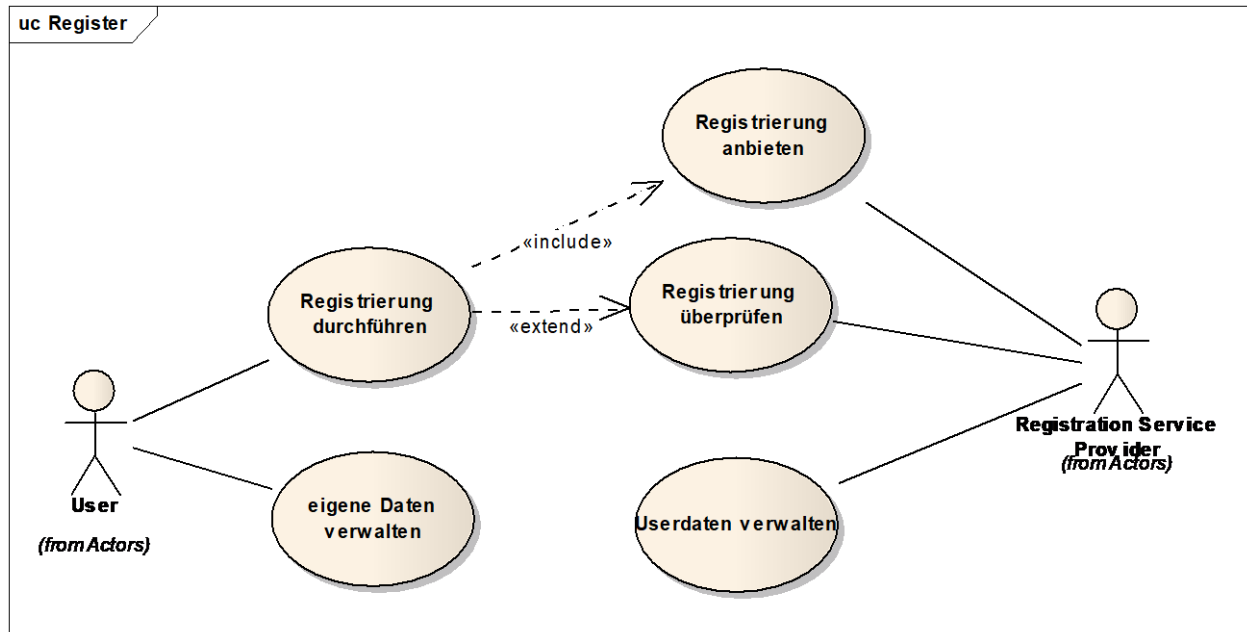 uc Register
Registrierung
anbieten
«include»
Registrierung
durchführen
«extend»
Registrierung
überprüfen
Registration Service
Provider
(from Actors)
User
(from Actors)
eigene Daten
verwalten
Userdaten verwalten